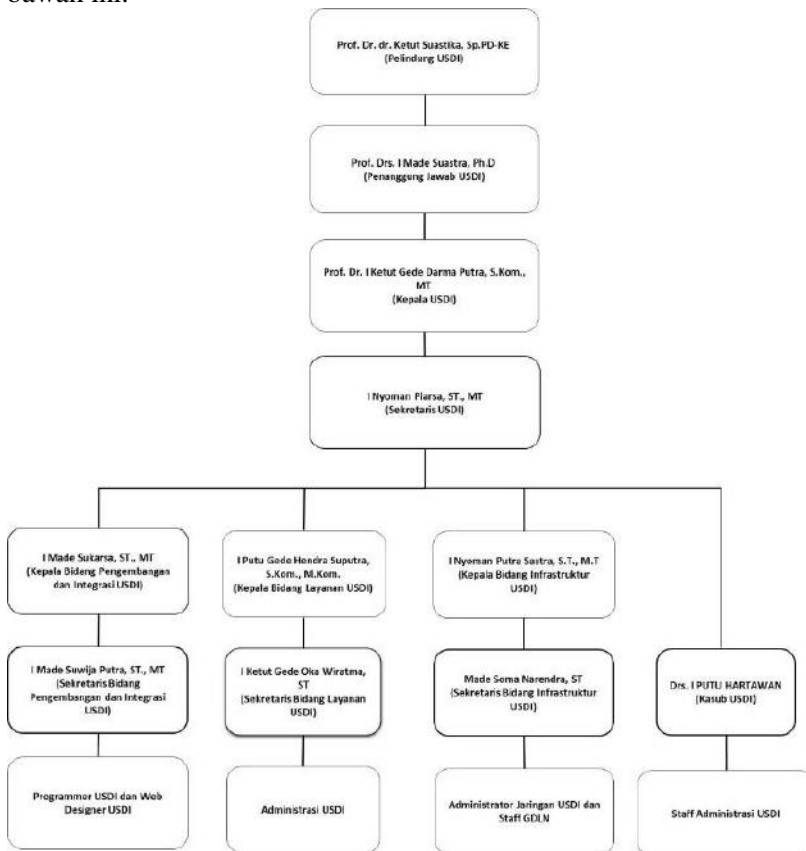 bawah ini.
Prof. Dr. dr. Ketut Suastika, Sp.PD-KE
(Pelindung USDI)
Prof. Drs. I Made Suastra, Ph.D
(Penanggung Jawab USDI)
Prof. Dr. I Ketut Gede Darma Putra, S.Kom.,
MT
(Kepala USDI)
I Nyoman Piarsa, ST., MT
(Sekretaris USDI)
I Made Sukarsa, ST., MT
(Kepala Bidang Pengembangan
dan Integrasi USDI)
I Putu Gede Hendra Suputra,
S.Kom., M.Kom.
(Kepala Bidang Layanan USDI)
I Nyoman Putra Sastra, S.T., M.T
(Kepala Bidang Infrastruktur
USDI)
I Made Suwija Putra, ST., MT
(Sekretaris Bidang
Pengembangan dan Integrasi
USDI)
I Ketut Gede Oka Wiratma,
ST
(Sekretaris Bidang Layanan
USDI)
Made Soma Narendra, ST
(Sekretaris Bidang Infrastruktur
USDI)
Drs. I PUTU HARTAWAN
(Kasub USDI)
Programmer USDI dan Web
Designer USDI
Administrasi USDI
Administrator Jaringan USDI dan
Staff GDLN
Staff Administrasi USDI